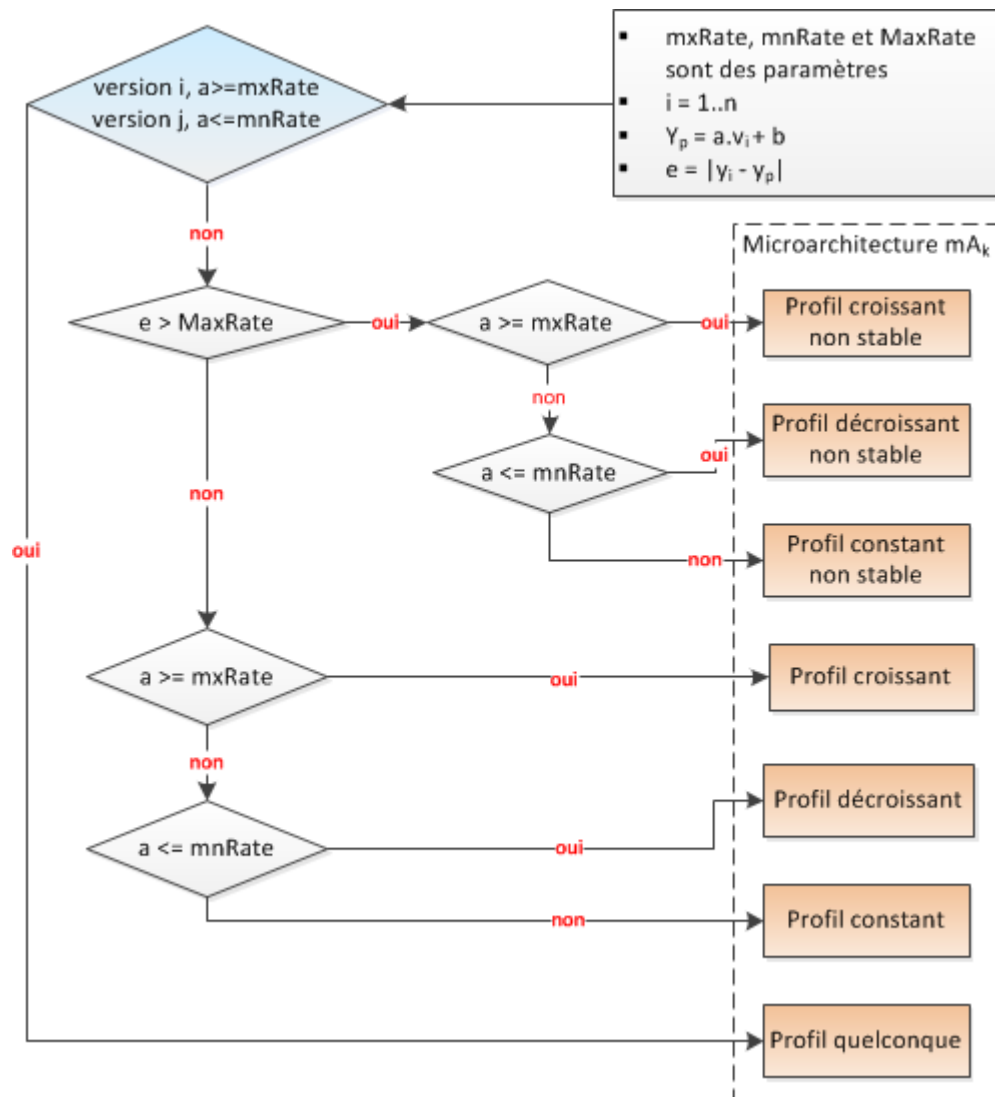 version i, a>=mxRate
version j, a<=mnRate
▪ mxRate, mnRate et MaxRate
sont des paramètres
▪ i = 1..n
▪ Yₚ = a.vᵢ + b
▪ e = |yᵢ - yₚ|
non
Microarchitecture mAₖ
e > MaxRate
oui
a >= mxRate
oui
Profil croissant
non stable
non
a <= mnRate
oui
Profil décroissant
non stable
non
oui
non
Profil constant
non stable
a >= mxRate
oui
Profil croissant
non
a <= mnRate
oui
Profil décroissant
non
Profil constant
Profil quelconque